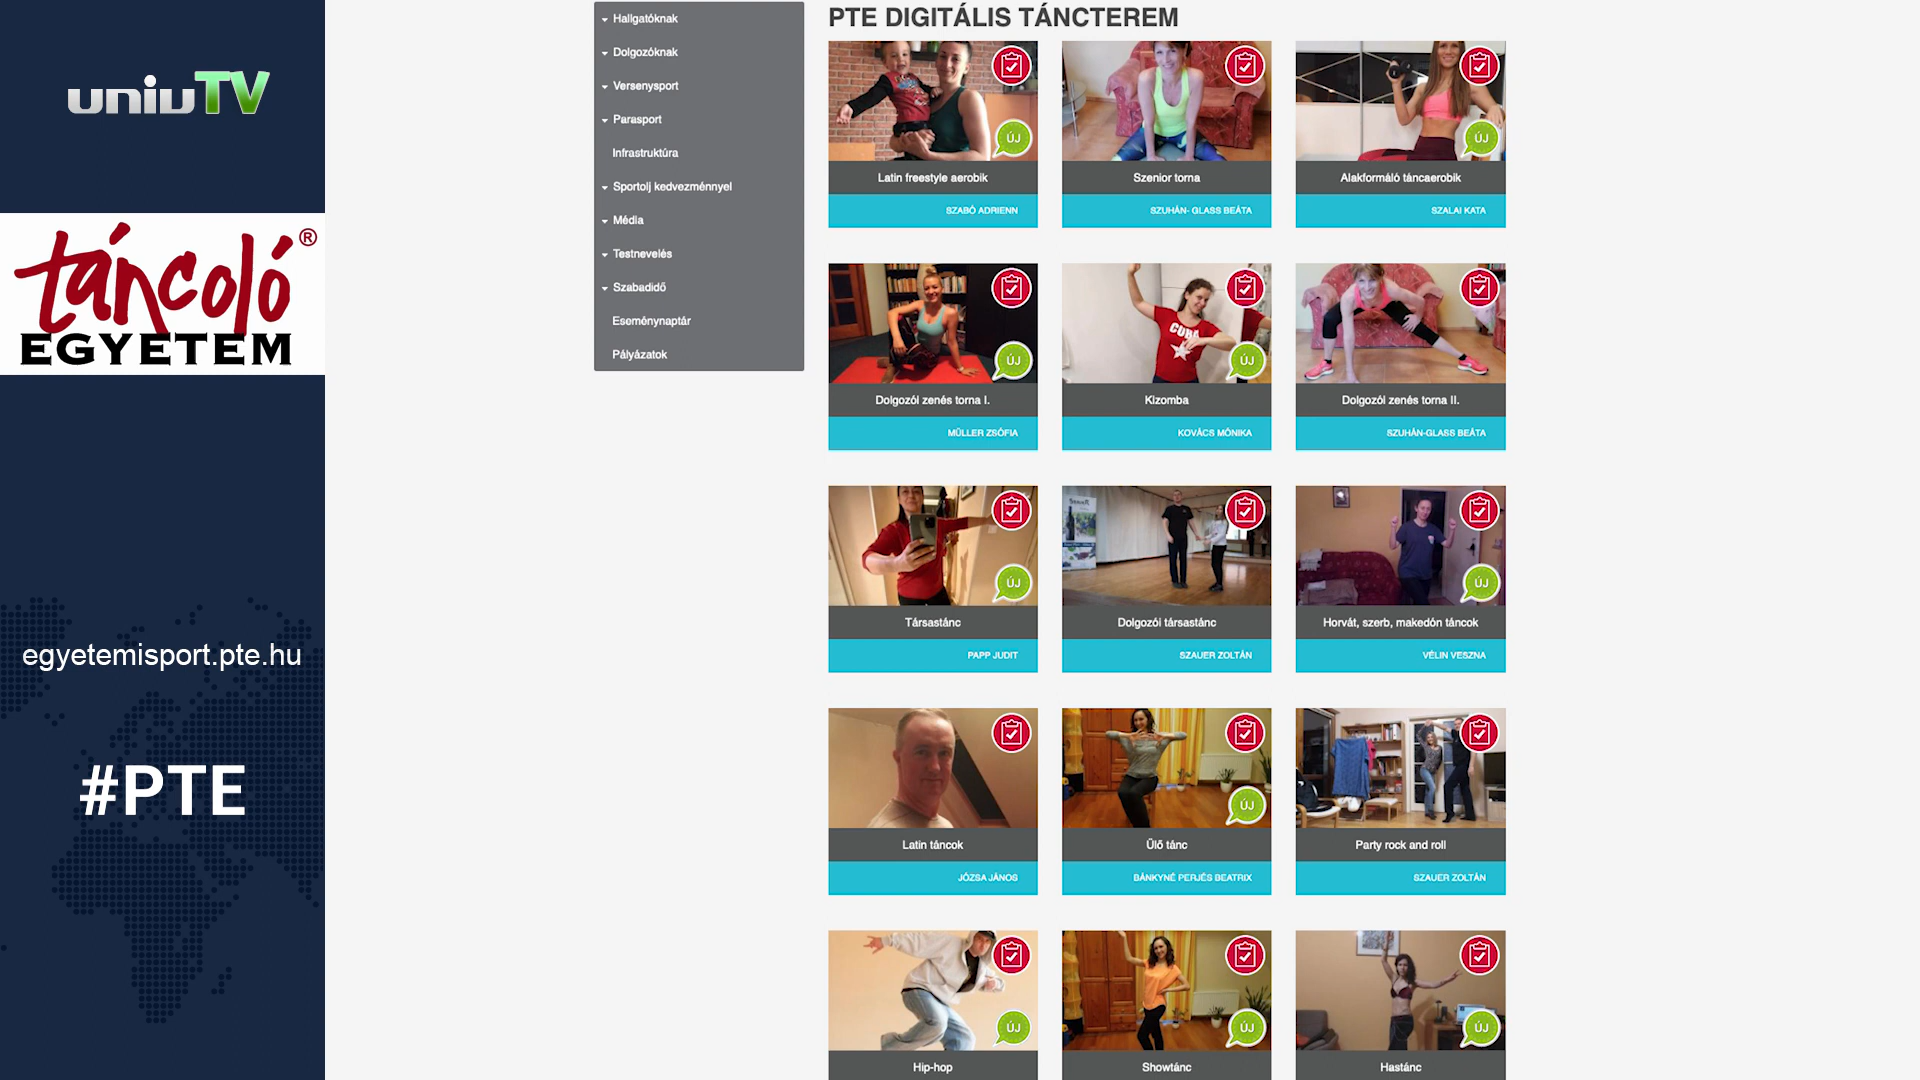 univTV
táncoló®
EGYETEM
egyetemisport.pte.hu
#PTE
Hallgatóknak
Dolgozóknak
Versenysport
Parasport
Infrastruktúra
Sportolj kedvezménnyel
Média
Testnevelés
Szabadidő
Eseménynaptár
Pályázatok
PTE DIGITÁLIS TÁNCTEREM
ÚJ
Latin freestyle aerobik
SZABÓ ADRIENN
Szenior torna
SZUHÁN- GLASS BEÁTA
ÚJ
Alakformáló táncaerobik
SZALAI KATA
ÚJ
Dolgozói zenés torna I.
MÜLLER ZSÓFIA
CUBA
ÚJ
Kizomba
KOVÁCS MÓNIKA
Dolgozói zenés torna II.
SZUHÁN-GLASS BEÁTA
ÚJ
Társastánc
PAPP JUDIT
Dolgozói társastánc
SZAUER ZOLTÁN
ÚJ
Horvát, szerb, makedón táncok
VÉLIN VESZNA
Latin táncok
JÓZSA JÁNOS
ÚJ
Ülő tánc
BÁNKYNÉ PERJÉS BEATRIX
Party rock and roll
SZAUER ZOLTÁN
ÚJ
Hip-hop
ÚJ
Showtánc
ÚJ
Hastánc